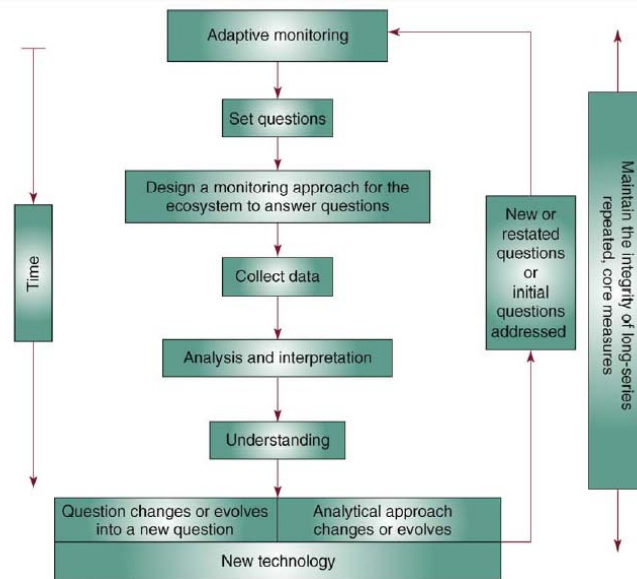 Adaptive monitoring
Set questions
Design a monitoring approach for the
ecosystem to answer questions
Collect data
Analysis and interpretation
Understanding
Question changes or evolves
into a new question
Analytical approach
changes or evolves
New technology
Time
New or
restated
questions
or
initial
questions
addressed
Maintain the integrity of long-series
repeated, core measures